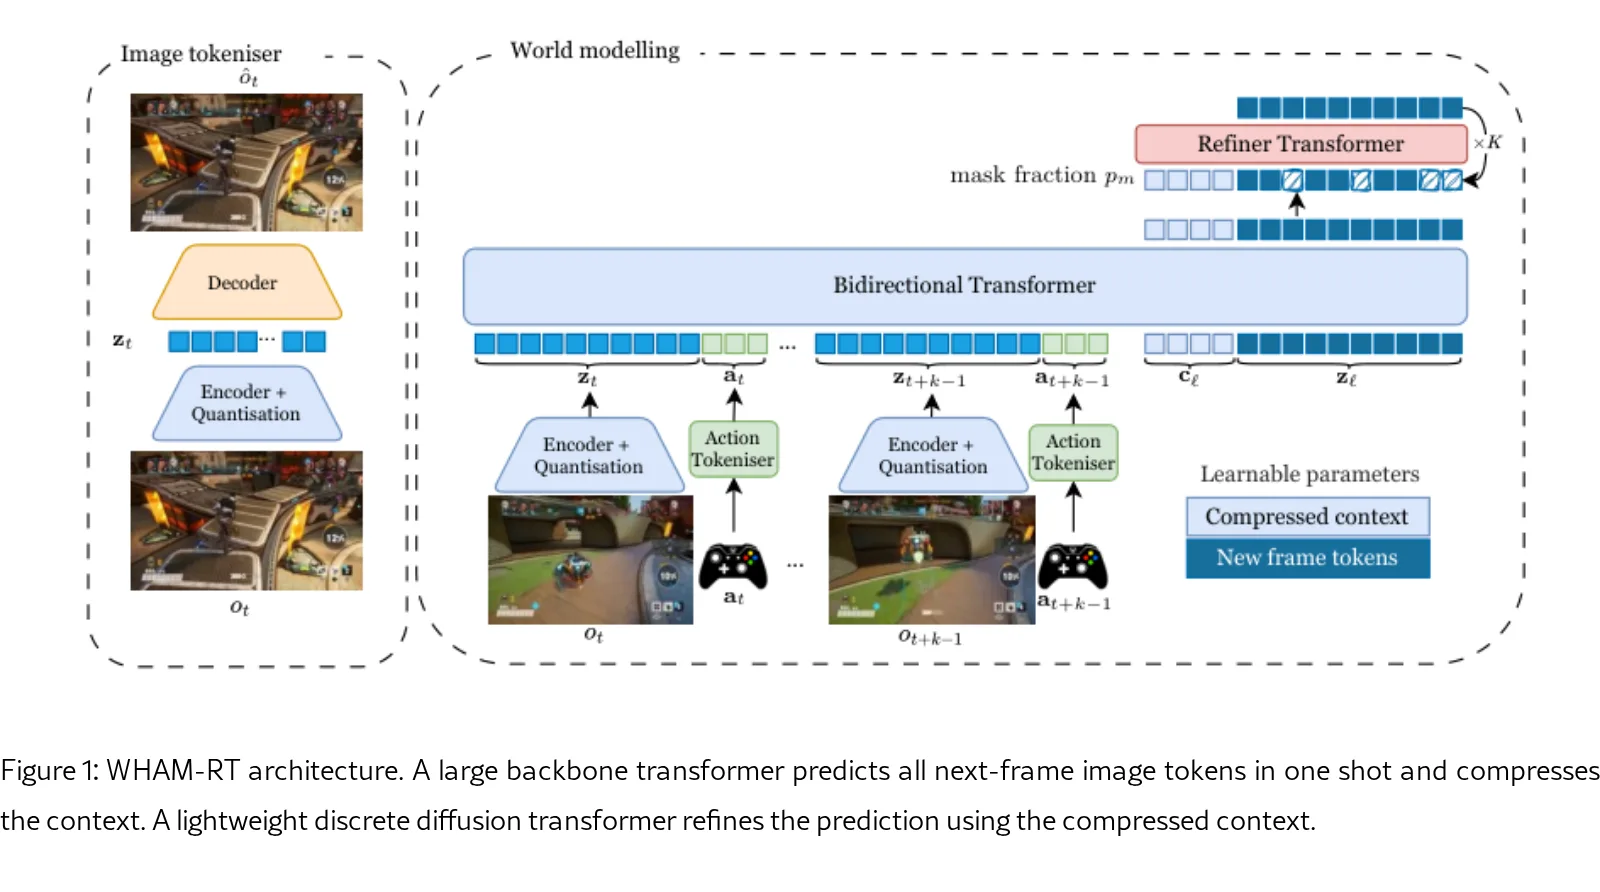 Image tokeniser
ô_t
Decoder
z_t
...
Encoder +
Quantisation
o_t
World modelling
Refiner Transformer
×K
mask fraction p_m
Bidirectional Transformer
...
z_t
a_t
z_{t+k−1}
a_{t+k−1}
c_ℓ
z_ℓ
Encoder +
Quantisation
Action
Tokeniser
Encoder +
Quantisation
Action
Tokeniser
...
a_t
a_{t+k−1}
o_t
o_{t+k−1}
Learnable parameters
Compressed context
New frame tokens
Figure 1: WHAM-RT architecture. A large backbone transformer predicts all next-frame image tokens in one shot and compresses
the context. A lightweight discrete diffusion transformer refines the prediction using the compressed context.